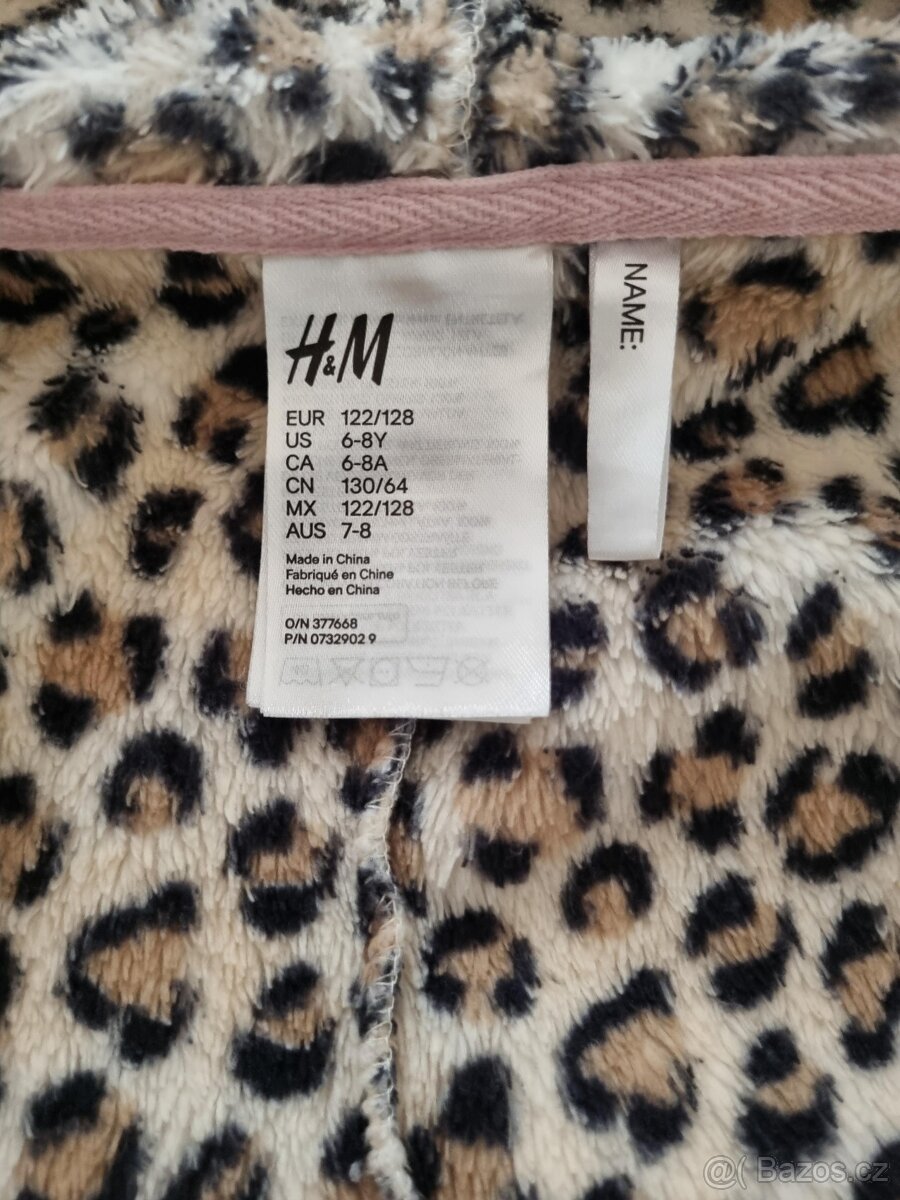 H&M
EUR 122/128
US 6-8Y
CA 6-8A
CN 130/64
MX 122/128
AUS 7-8
Made in China
Fabriqué en Chine
Hecho en China
O/N 377668
P/N 0732902 9
NAME:
@( Bazos.cz